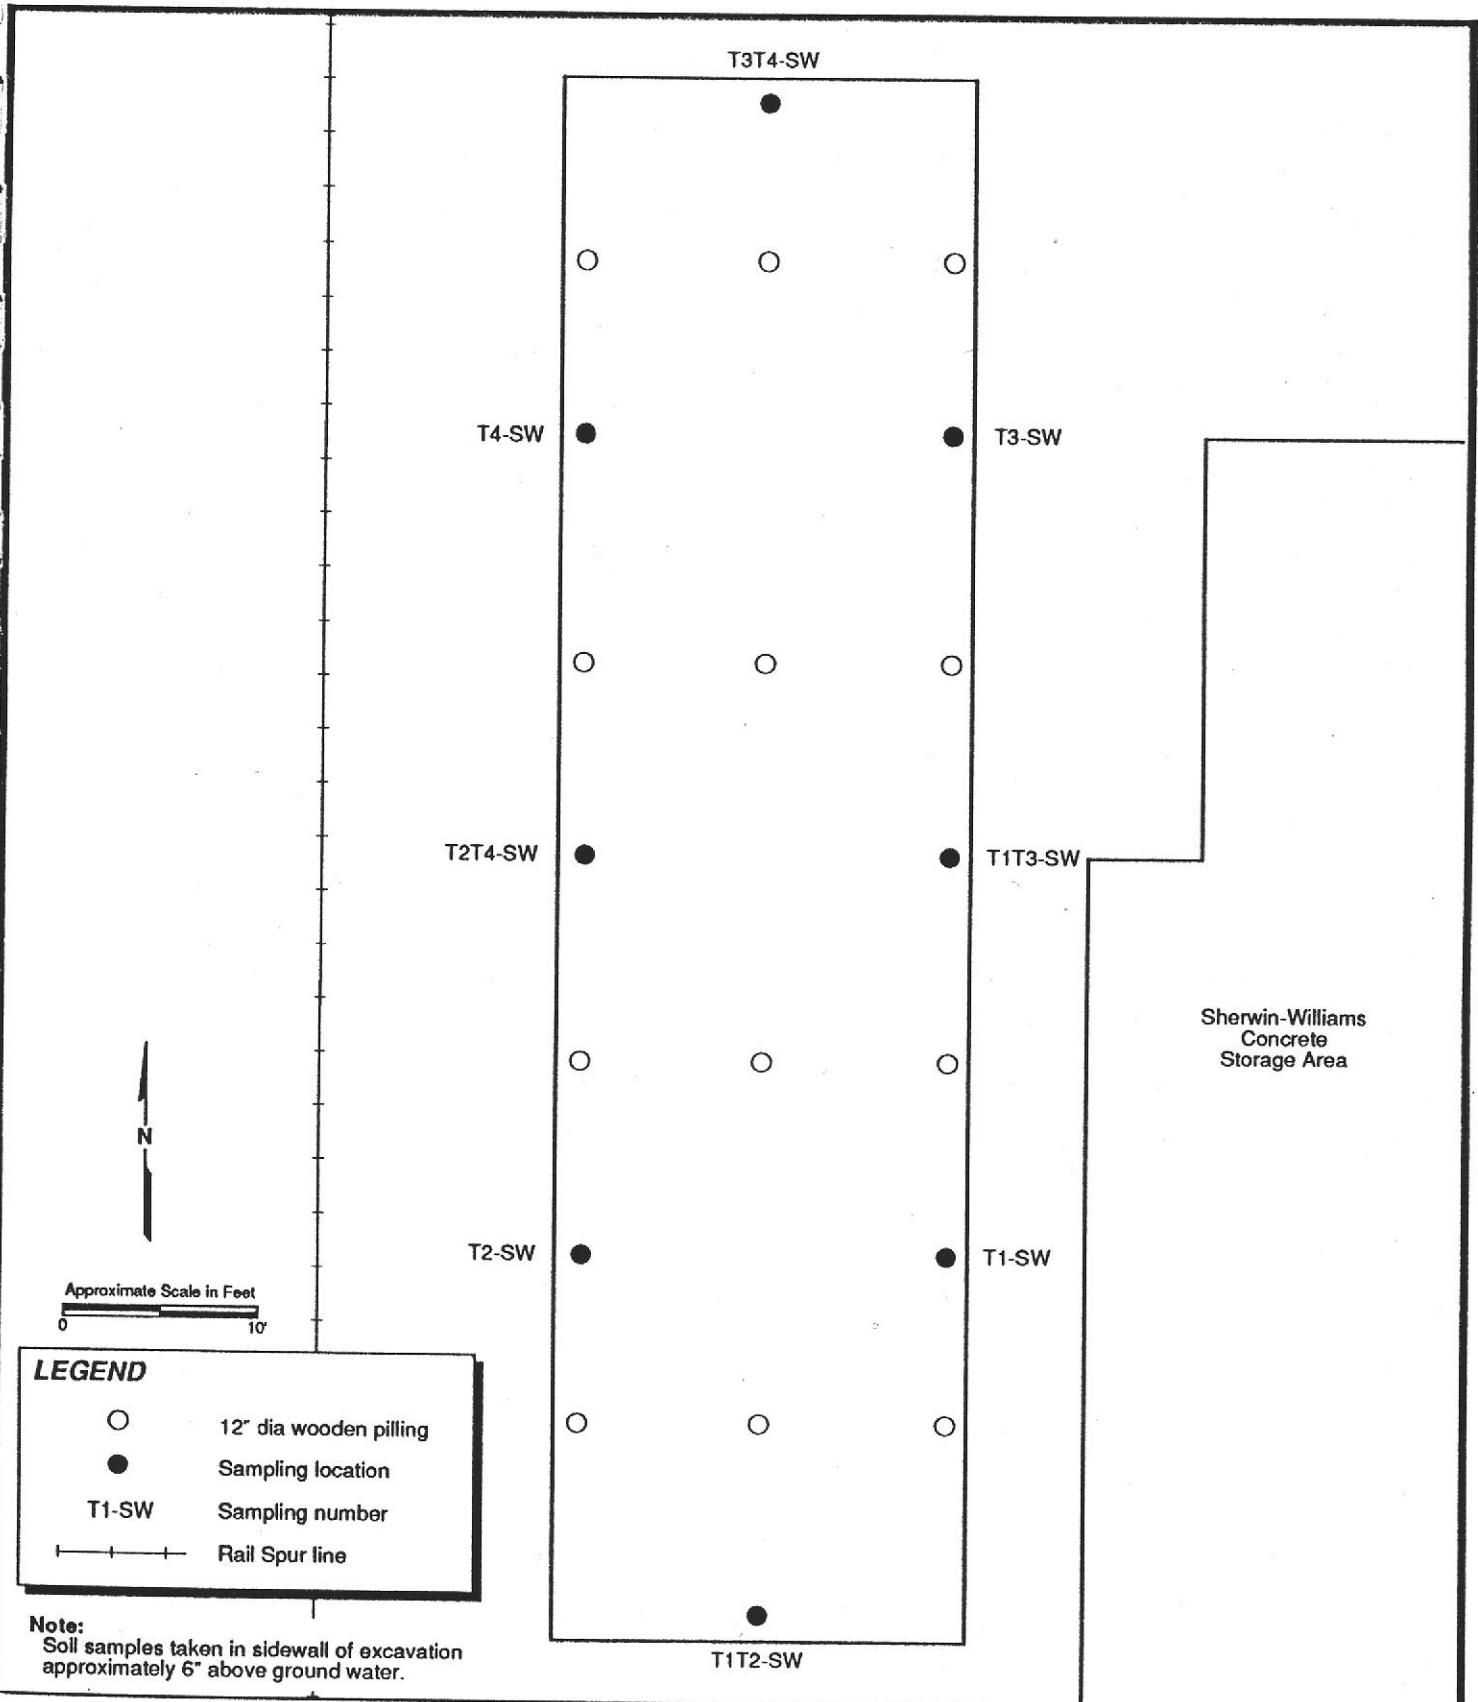 T3T4-SW
T4-SW
T3-SW
T2T4-SW
T1T3-SW
Sherwin-Williams
Concrete
Storage Area
N
T2-SW
T1-SW
Approximate Scale in Feet
0 10'
LEGEND
12" dia wooden pilling
Sampling location
T1-SW Sampling number
Rail Spur line
Note:
Soil samples taken in sidewall of excavation
approximately 6" above ground water.
T1T2-SW